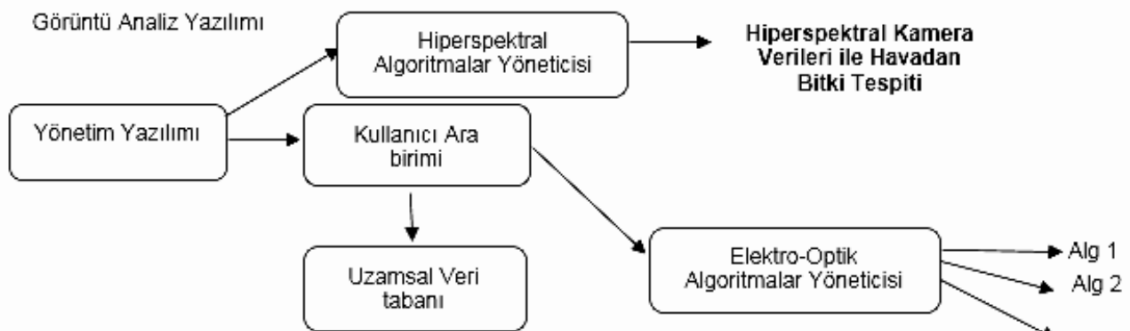 Görüntü Analiz Yazılımı
Hiperspektral
Algoritmalar Yöneticisi
Hiperspektral Kamera
Verileri ile Havadan
Bitki Tespiti
Yönetim Yazılımı
Kullanıcı Ara
birimi
Uzamsal Veri
tabanı
Elektro-Optik
Algoritmalar Yöneticisi
Alg 1
Alg 2